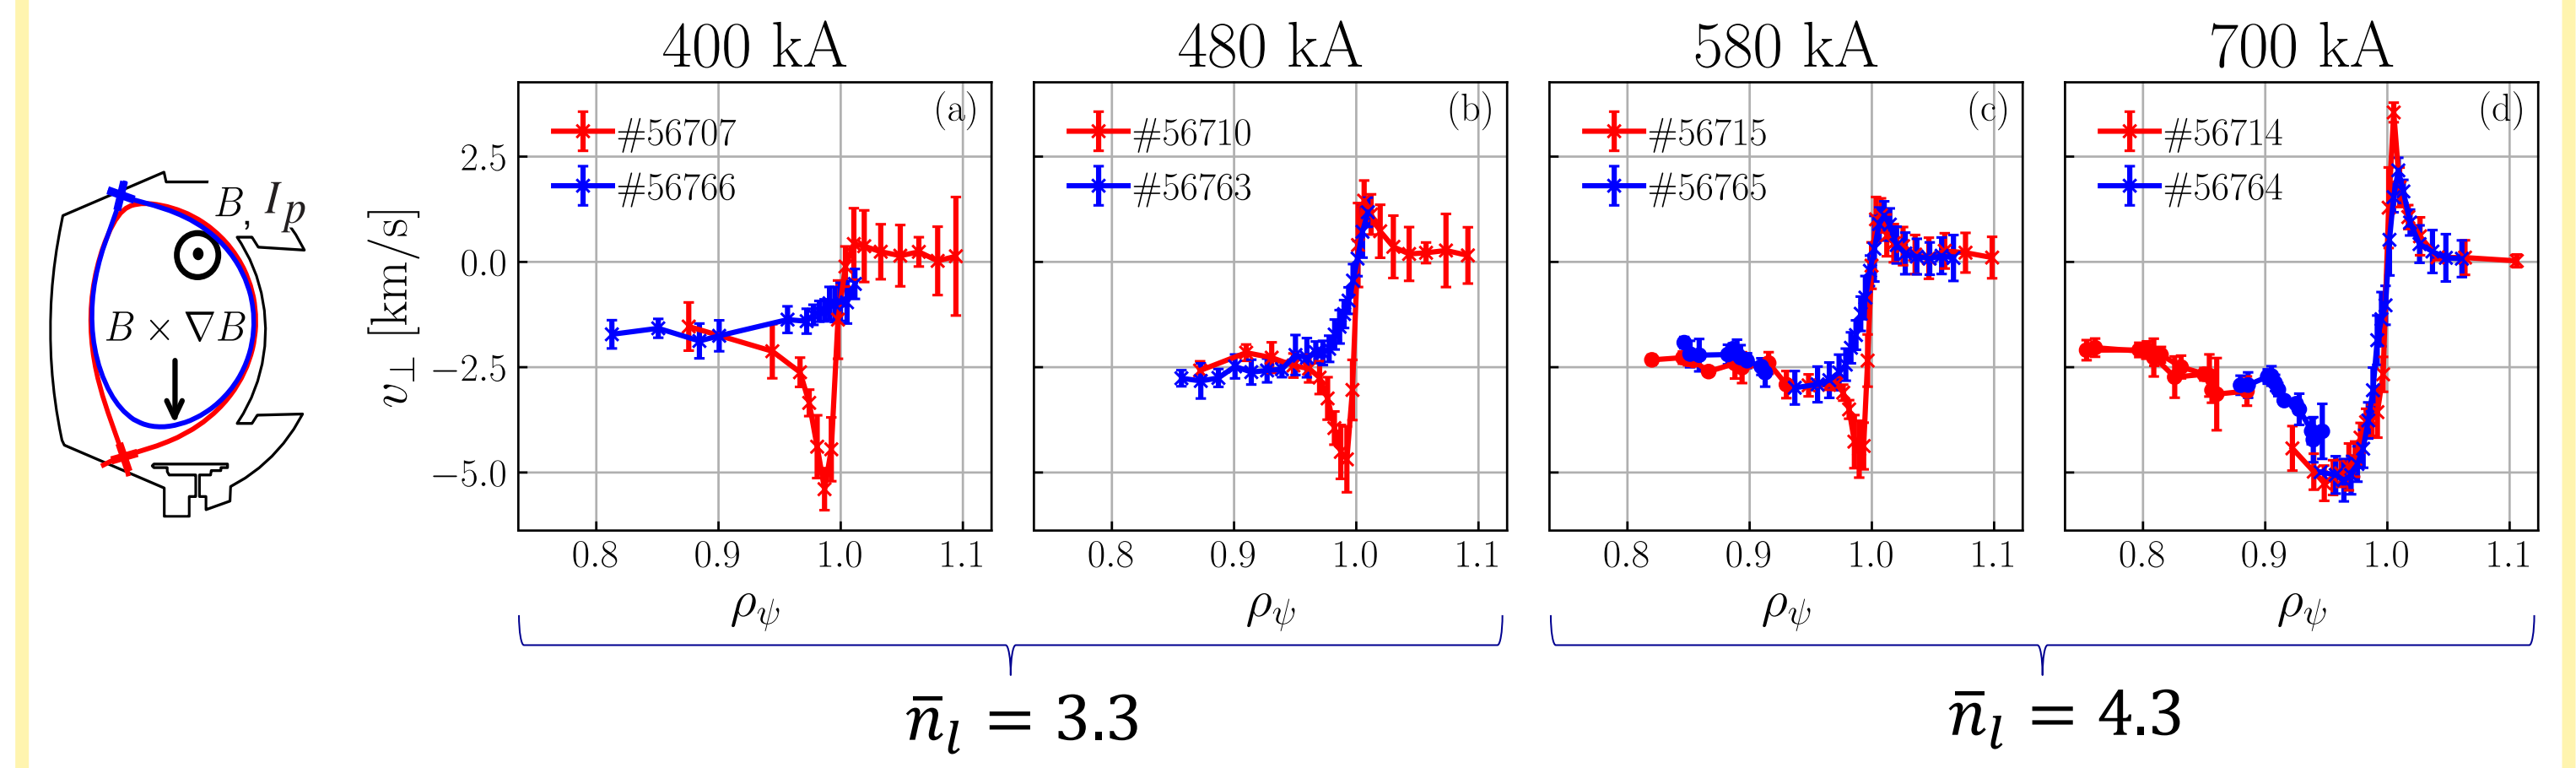 400 kA 480 kA 580 kA 700 kA
(a) (b) (c) (d)
#56707 #56710 #56715 #56714
#56766 #56763 #56765 #56764
B, I_p
B × ∇B
v_⊥ [km/s]
2.5
0.0
−2.5
−5.0
0.8 0.9 1.0 1.1 0.8 0.9 1.0 1.1 0.8 0.9 1.0 1.1 0.8 0.9 1.0 1.1
ρ_ψ ρ_ψ ρ_ψ ρ_ψ
n̄_l = 3.3 n̄_l = 4.3